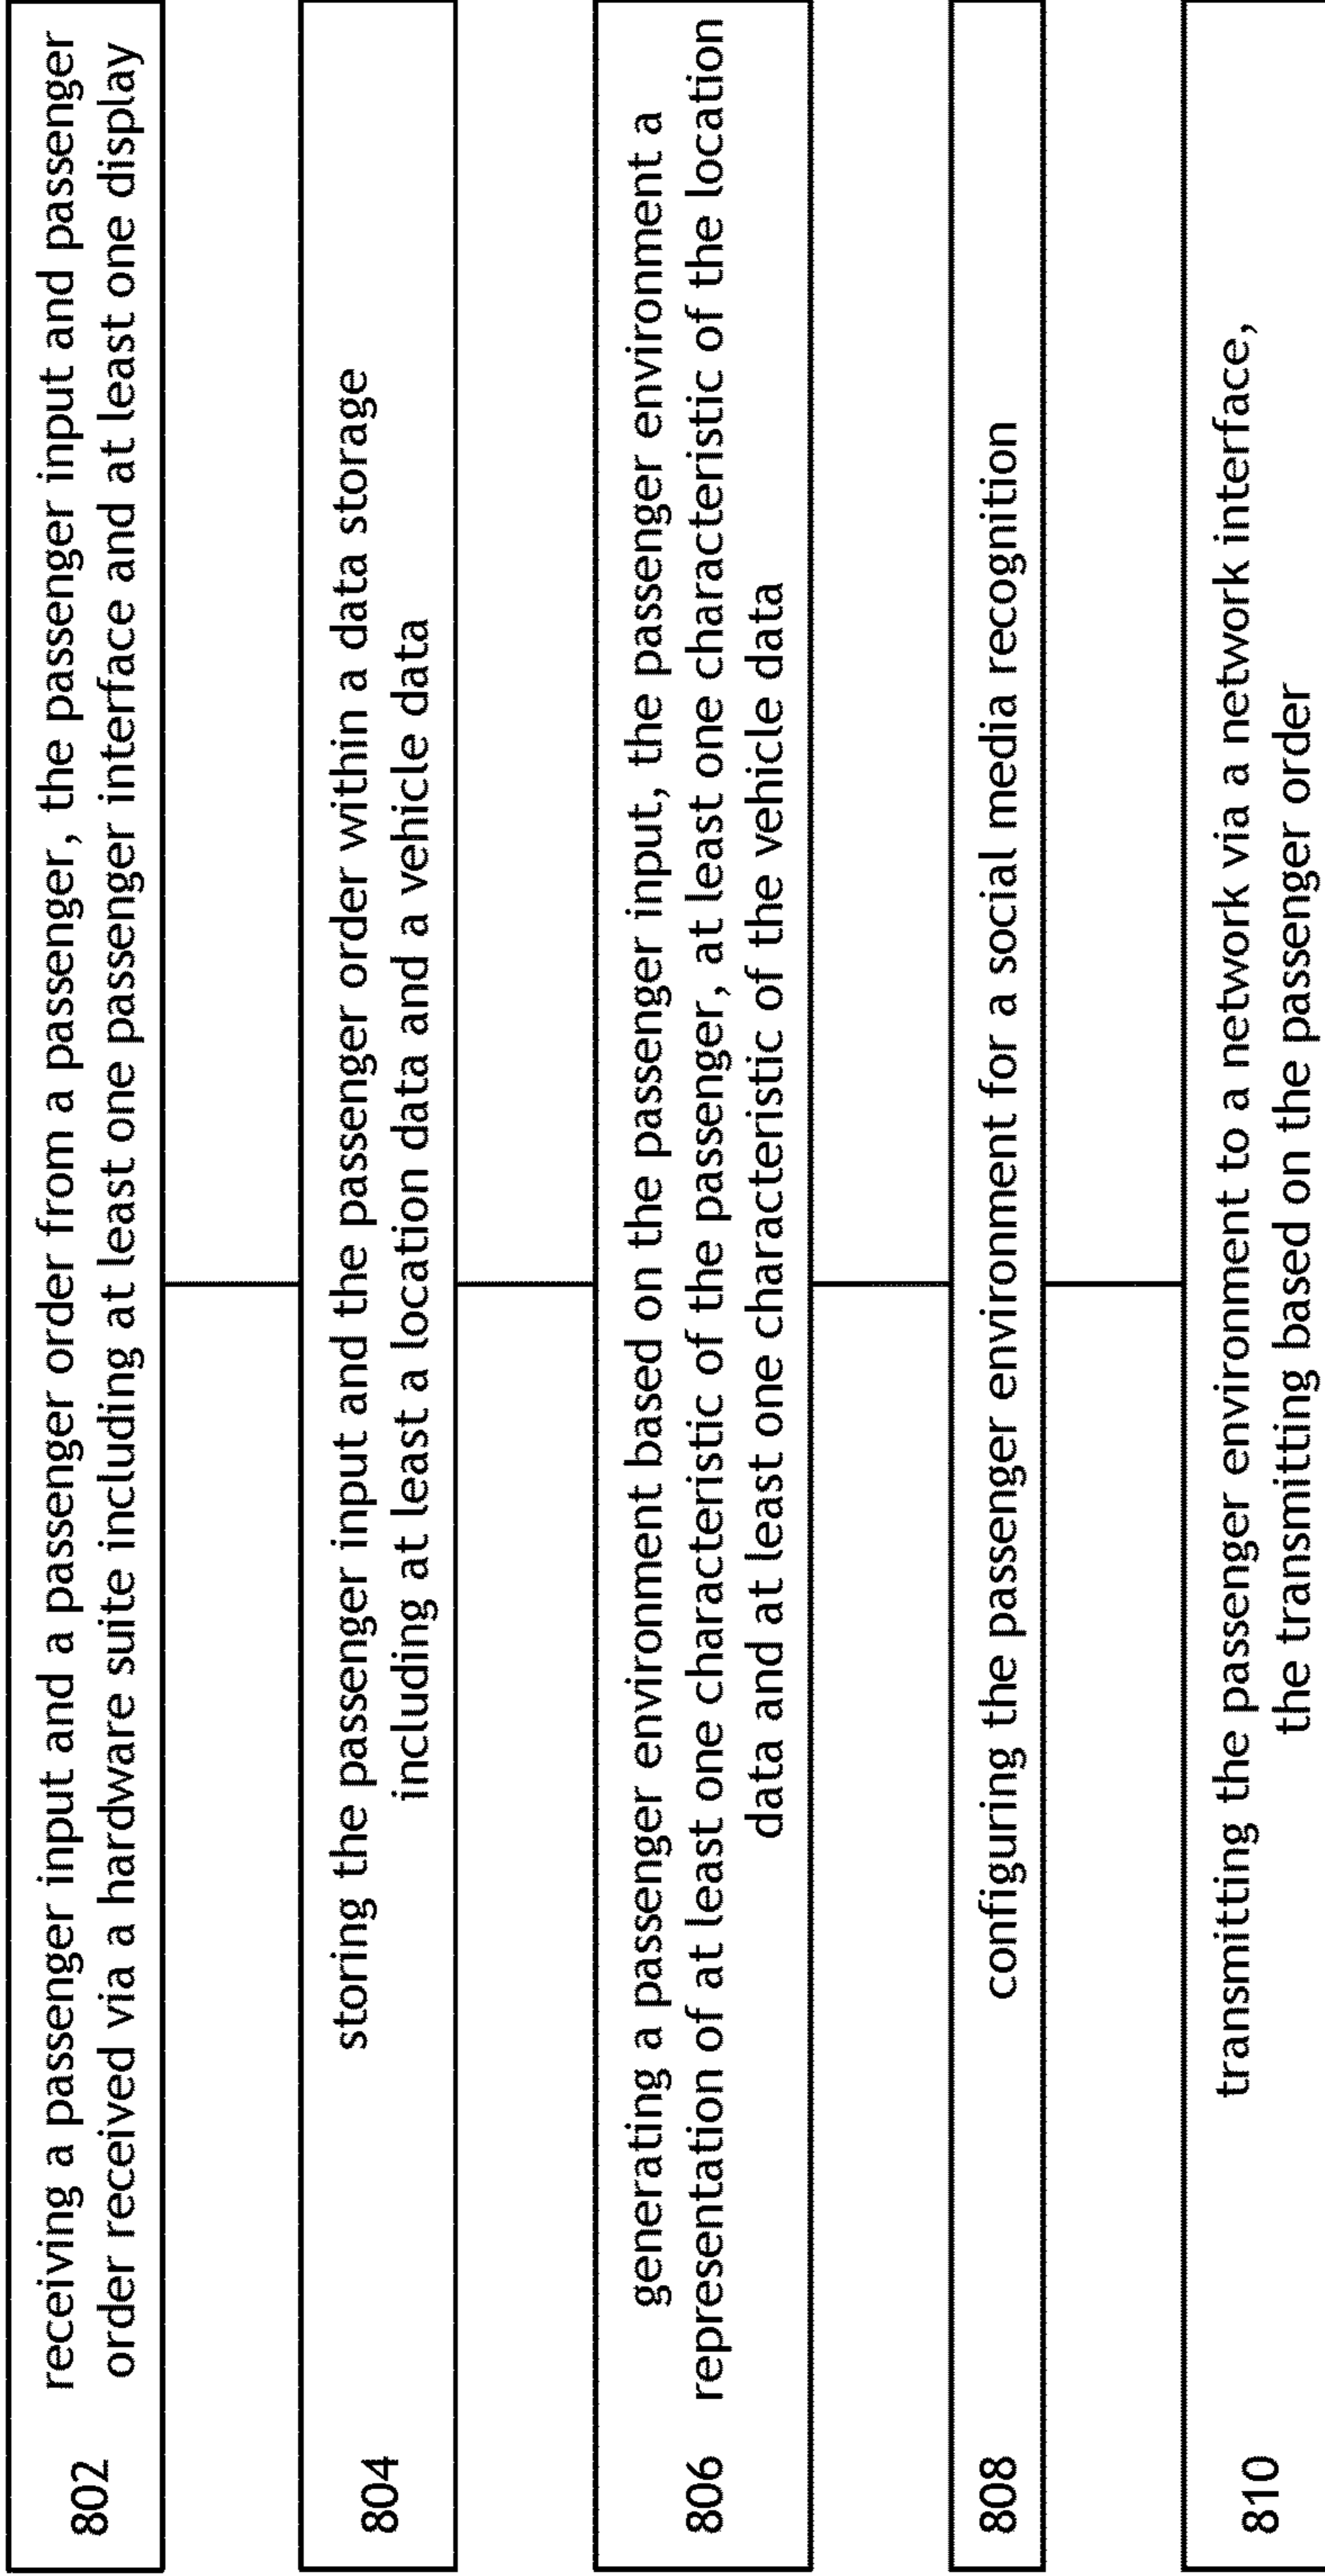 802
receiving a passenger input and a passenger order from a passenger, the passenger input and passenger
order received via a hardware suite including at least one passenger interface and at least one display
804
storing the passenger input and the passenger order within a data storage
including at least a location data and a vehicle data
806
generating a passenger environment based on the passenger input, the passenger environment a
representation of at least one characteristic of the passenger, at least one characteristic of the location
data and at least one characteristic of the vehicle data
808
configuring the passenger environment for a social media recognition
810
transmitting the passenger environment to a network via a network interface,
the transmitting based on the passenger order